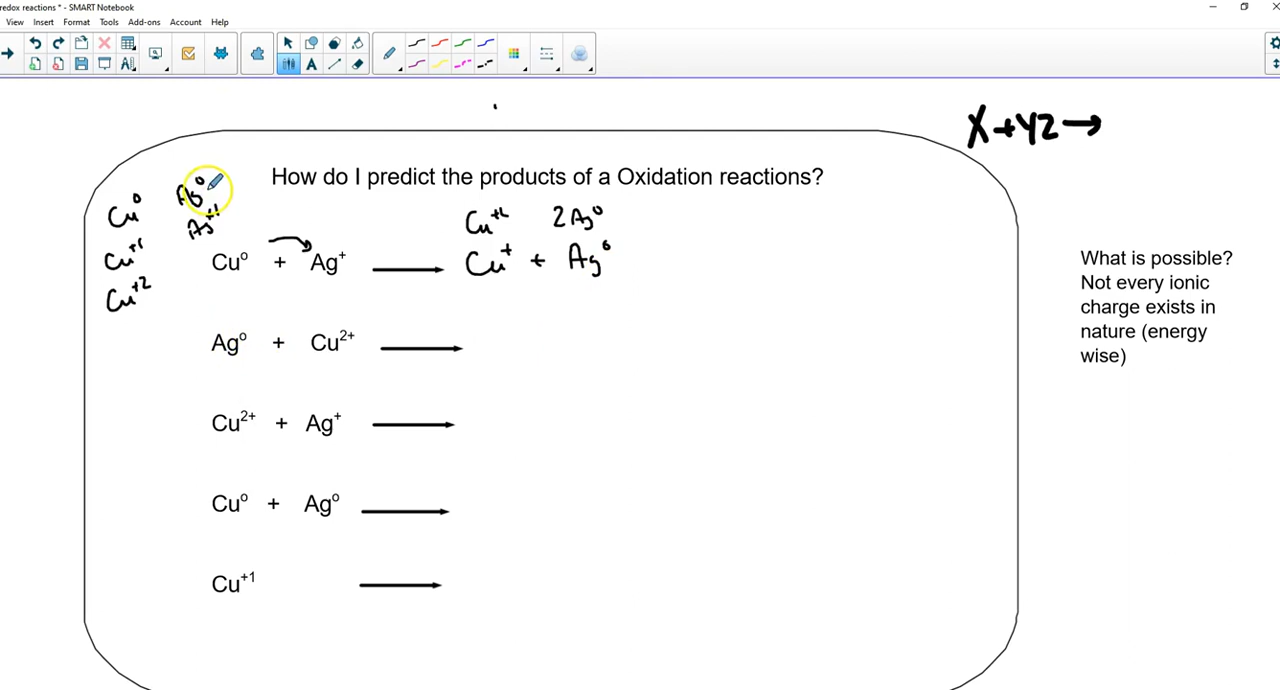 redox reactions * - SMART Notebook
View Insert Format Tools Add-ons Account Help
X + YZ →
How do I predict the products of a Oxidation reactions?
Cu⁰ Ag⁰
Ag⁺¹
Cu⁺² 2Ag⁰
Cu⁺¹
Cu⁰ + Ag⁺ → Cu⁺ + Ag⁰
Cu⁺²
Ag⁰ + Cu²⁺ →
Cu²⁺ + Ag⁺ →
Cu⁰ + Ag⁰ →
Cu⁺¹ →
What is possible?
Not every ionic
charge exists in
nature (energy
wise)